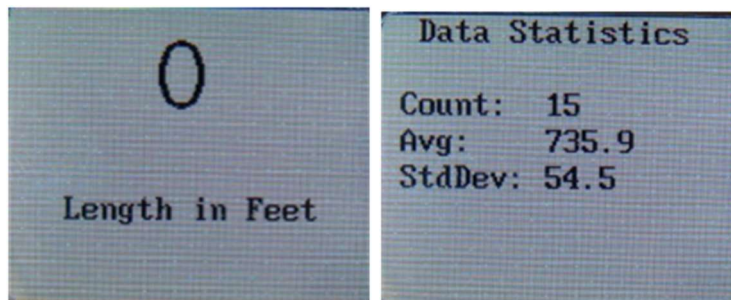 0
Length in Feet
Data Statistics
Count: 15
Avg: 735.9
StdDev: 54.5